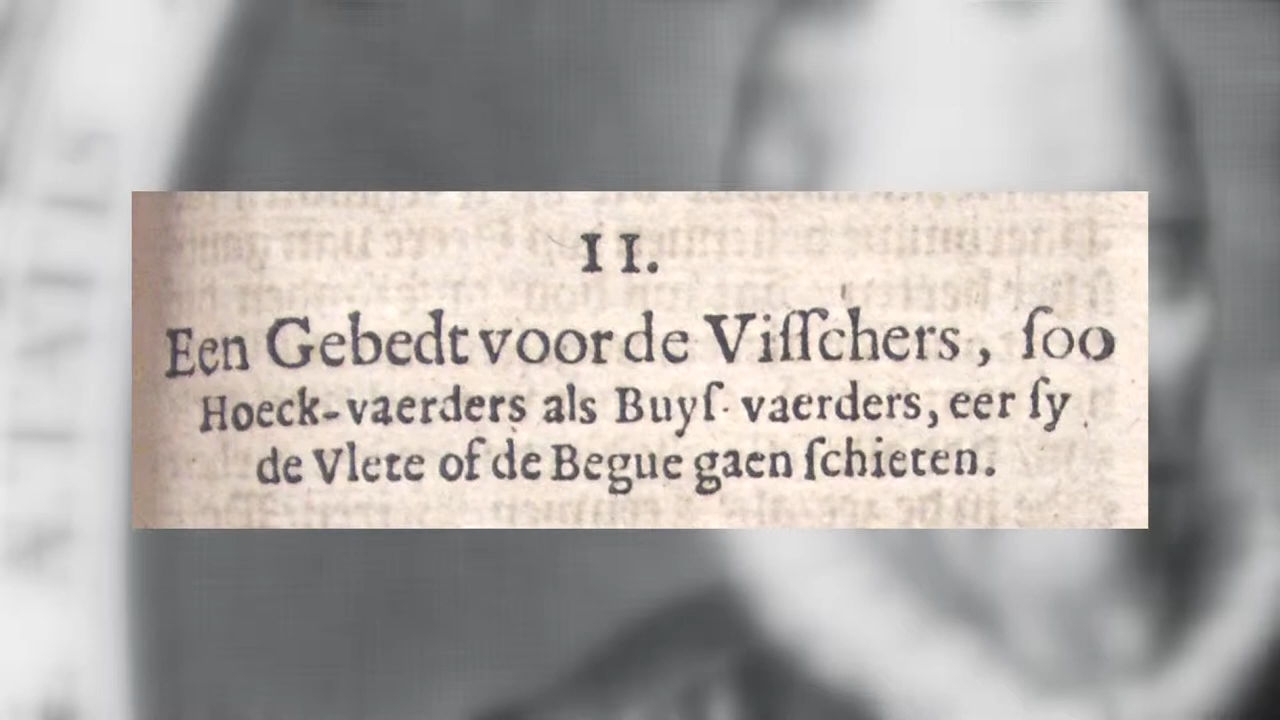 II.
Een Gebedt voor de Viſſchers, ſoo
Hoeck-vaerders als Buyſ-vaerders, eer ſy
de Vlete of de Begue gaen ſchieten.